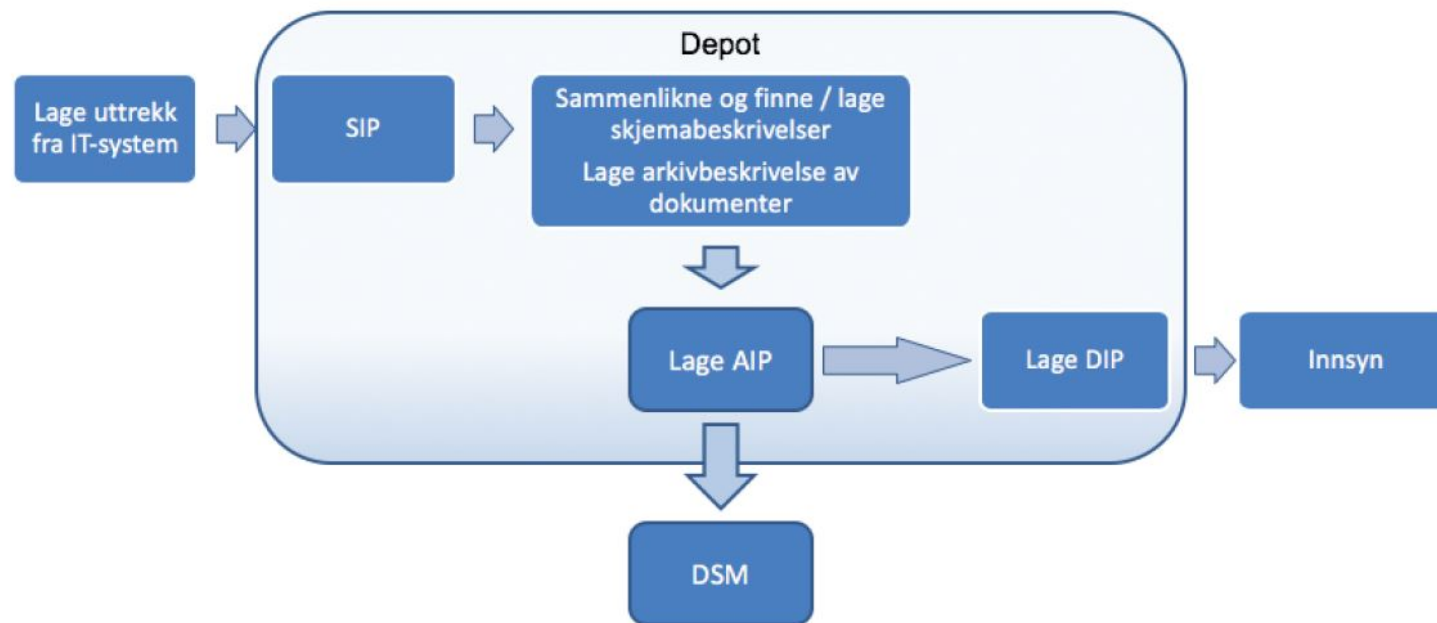 Depot
Lage uttrekk
fra IT-system
SIP
Sammenlikne og finne / lage
skjemabeskrivelser
Lage arkivbeskrivelse av
dokumenter
Lage AIP
Lage DIP
Innsyn
DSM